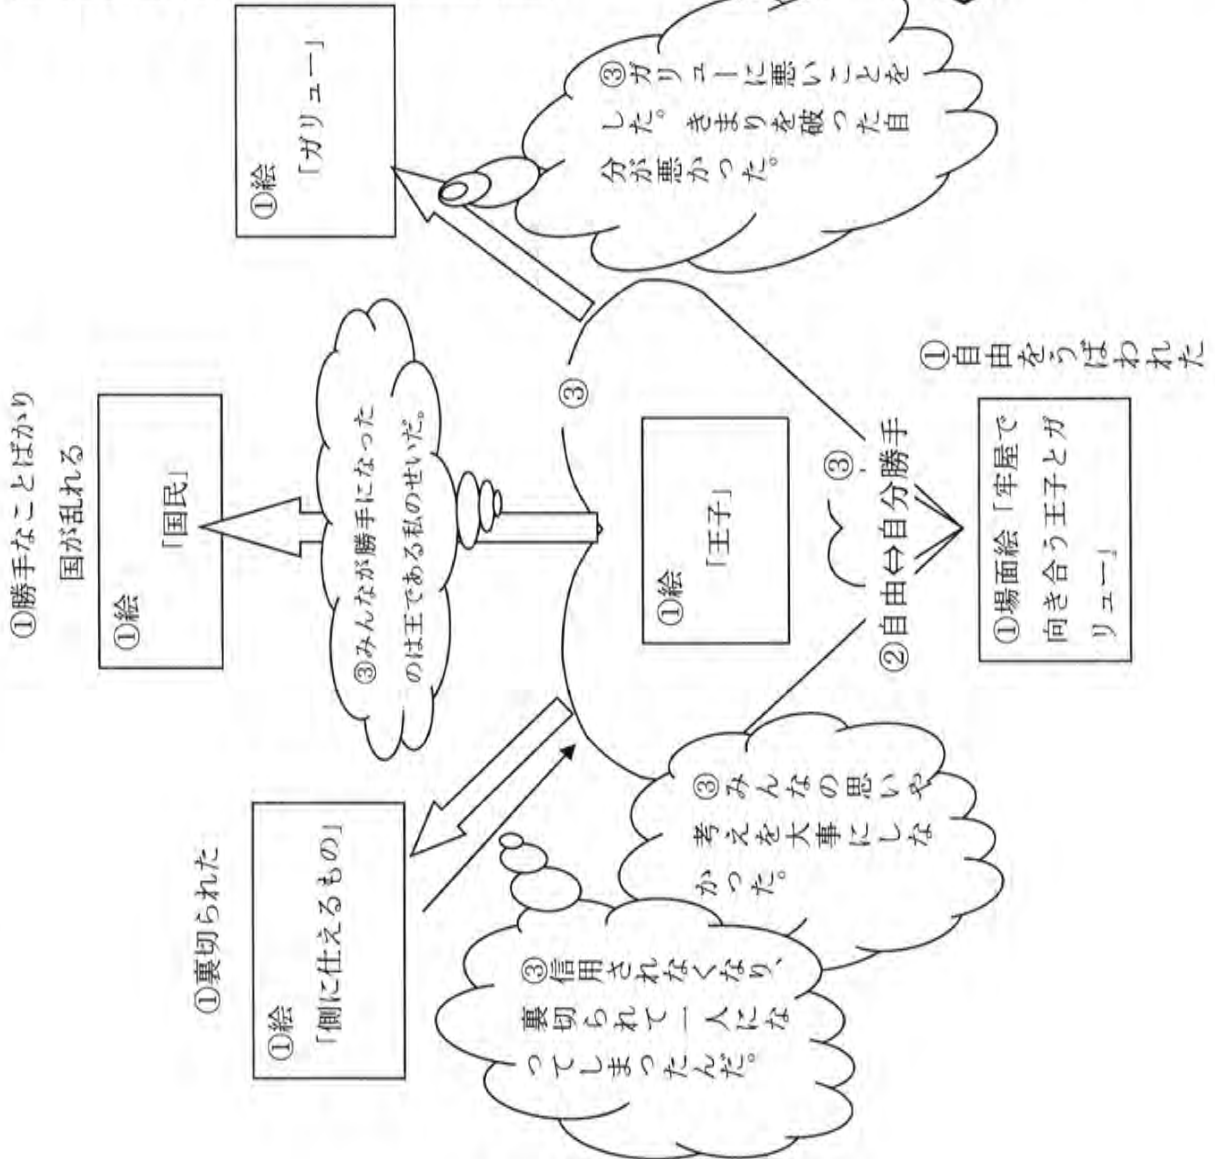 ①勝手なことばかり
国が乱れる
①絵
「国民」
③みんなが勝手になった
のは王である私のせいだ。
①裏切られた
①絵
「側に仕えるもの」
③信用されなくなり、
裏切られて一人にな
ってしまったんだ。
③みんなの思いや
考えを大事にしな
かった。
①絵
「ガリュー」
③ガリューに悪いことを
した。きまりを破った自
分が悪かった。
③
①絵
「王子」
③
②自由⇔自分勝手
①場面絵「牢屋で
向き合う王子とガ
リュー」
①自由をうばわれた